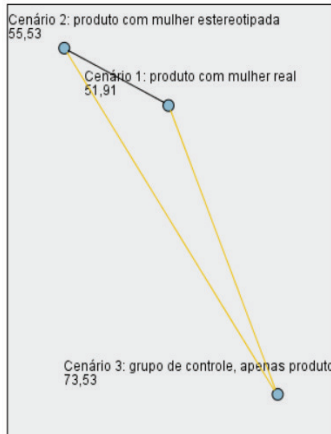 Cenário 2: produto com mulher estereotipada
55,53
Cenário 1: produto com mulher real
51,91
Cenário 3: grupo de controle, apenas produto
73,53